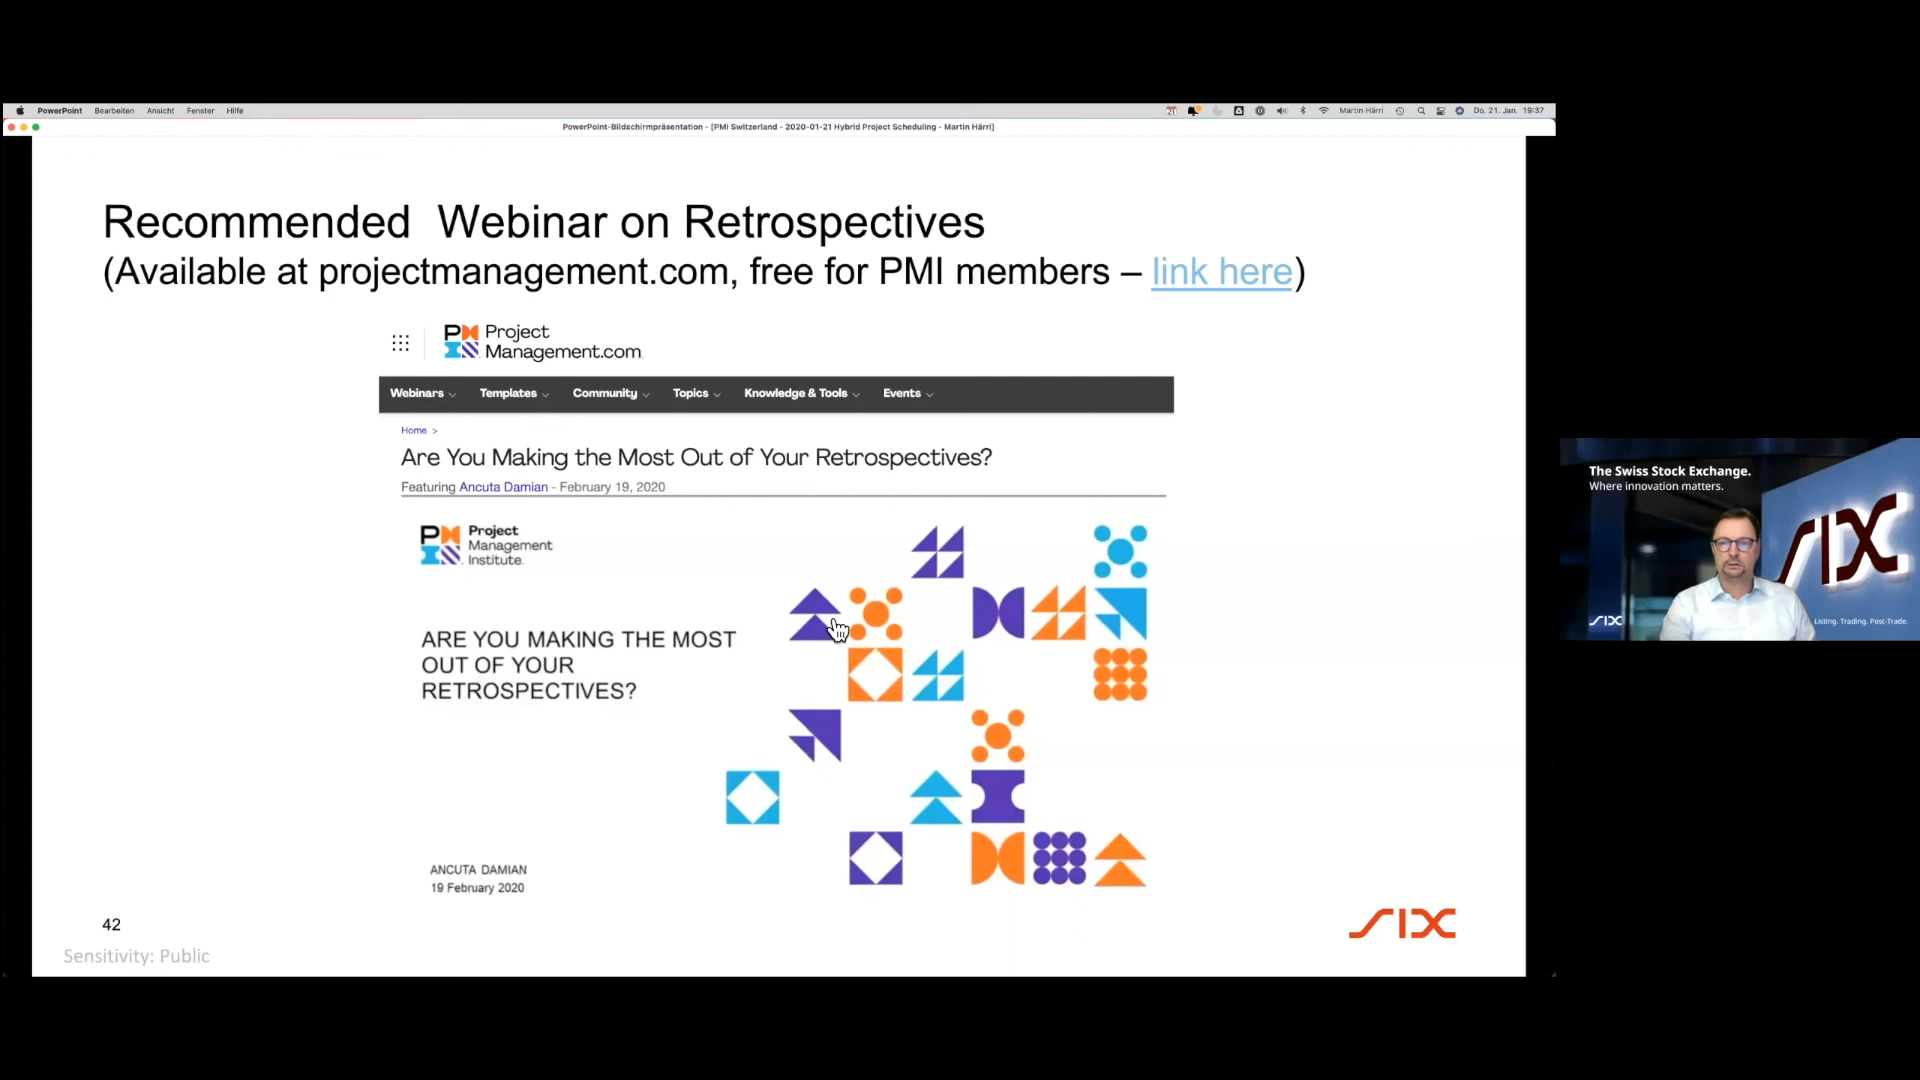 PowerPoint Bearbeiten Ansicht Fenster Hilfe
21 Martin Härri Do. 21. Jan. 19:37
PowerPoint-Bildschirmpräsentation - [PMI Switzerland - 2020-01-21 Hybrid Project Scheduling - Martin Härri]
Recommended Webinar on Retrospectives
(Available at projectmanagement.com, free for PMI members – link here)
Project
Management.com
Webinars Templates Community Topics Knowledge & Tools Events
Home >
Are You Making the Most Out of Your Retrospectives?
Featuring Ancuta Damian - February 19, 2020
Project
Management
Institute.
ARE YOU MAKING THE MOST
OUT OF YOUR
RETROSPECTIVES?
ANCUTA DAMIAN
19 February 2020
42
SIX
Sensitivity: Public
The Swiss Stock Exchange.
Where innovation matters.
SIX
SIX
Listing. Trading. Post-Trade.